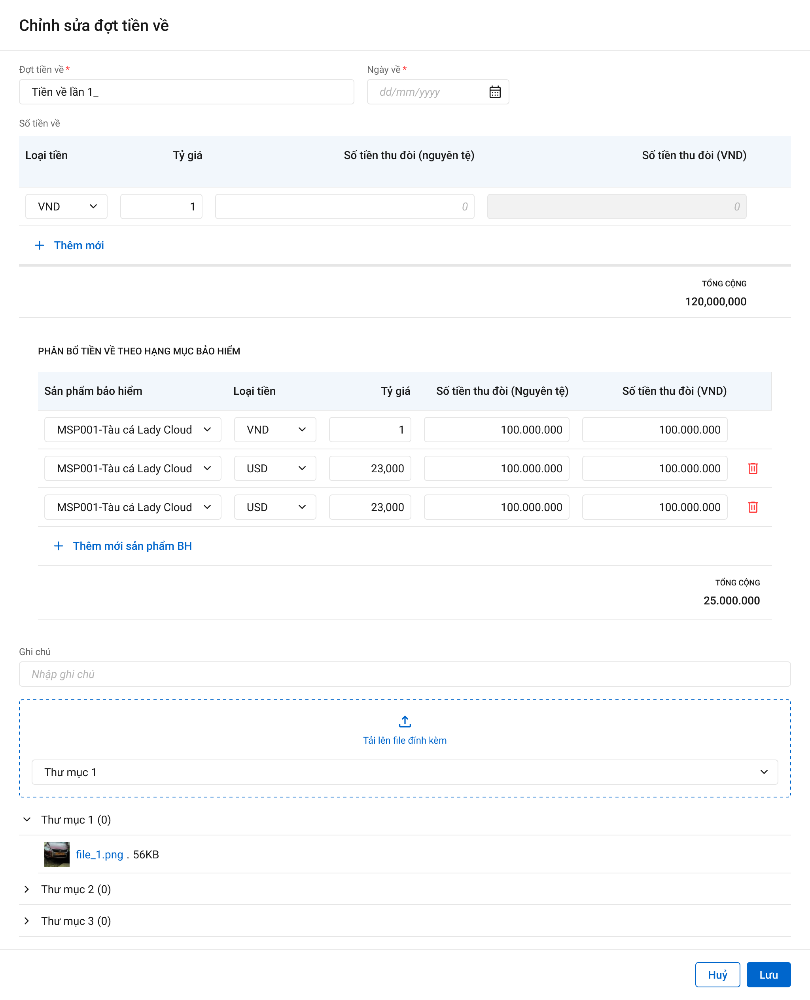 Chỉnh sửa đợt tiền về
Đợt tiền về * Ngày về *
Tiền về lần 1_ dd/mm/yyyy
Số tiền về
Loại tiền Tỷ giá Số tiền thu đòi (nguyên tệ) Số tiền thu đòi (VND)
VND 1 0 0
+ Thêm mới
TỔNG CỘNG
120,000,000
PHÂN BỔ TIỀN VỀ THEO HẠNG MỤC BẢO HIỂM
Sản phẩm bảo hiểm Loại tiền Tỷ giá Số tiền thu đòi (Nguyên tệ) Số tiền thu đòi (VND)
MSP001-Tàu cá Lady Cloud VND 1 100.000.000 100.000.000
MSP001-Tàu cá Lady Cloud USD 23,000 100.000.000 100.000.000
MSP001-Tàu cá Lady Cloud USD 23,000 100.000.000 100.000.000
+ Thêm mới sản phẩm BH
TỔNG CỘNG
25.000.000
Ghi chú
Nhập ghi chú
Tải lên file đính kèm
Thư mục 1
Thư mục 1 (0)
file_1.png . 56KB
Thư mục 2 (0)
Thư mục 3 (0)
Huỷ Lưu